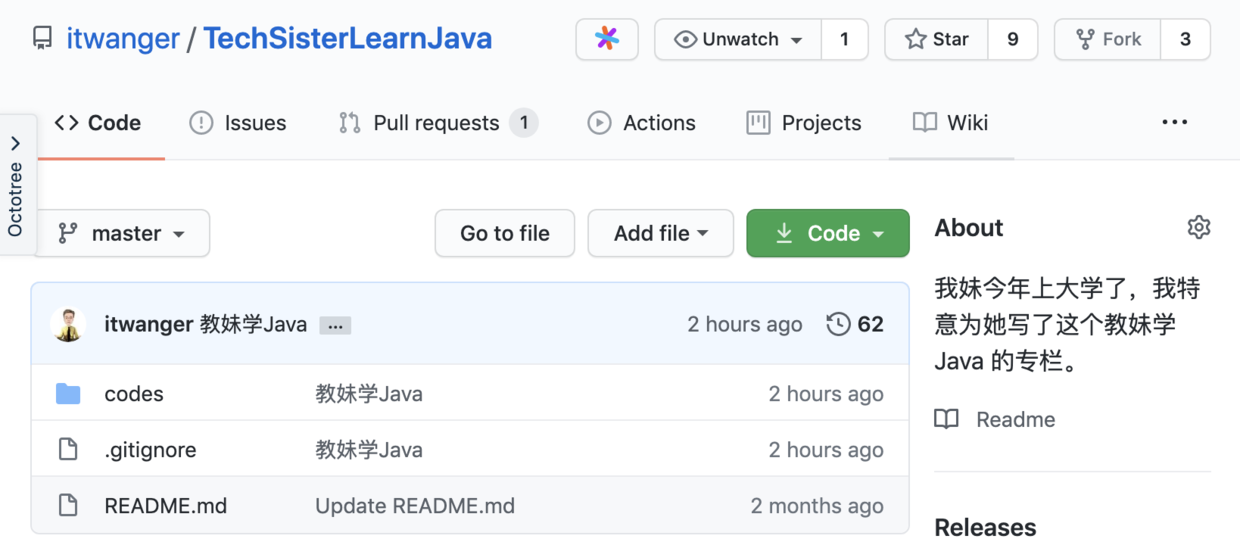 itwanger / TechSisterLearnJava
Unwatch 1 Star 9 Fork 3
Code Issues Pull requests 1 Actions Projects Wiki ...
Octotree
master Go to file Add file Code
About
我妹今年上大学了，我特
意为她写了这个教妹学
Java 的专栏。
Readme
Releases
itwanger 教妹学Java ... 2 hours ago 62
codes 教妹学Java 2 hours ago
.gitignore 教妹学Java 2 hours ago
README.md Update README.md 2 months ago